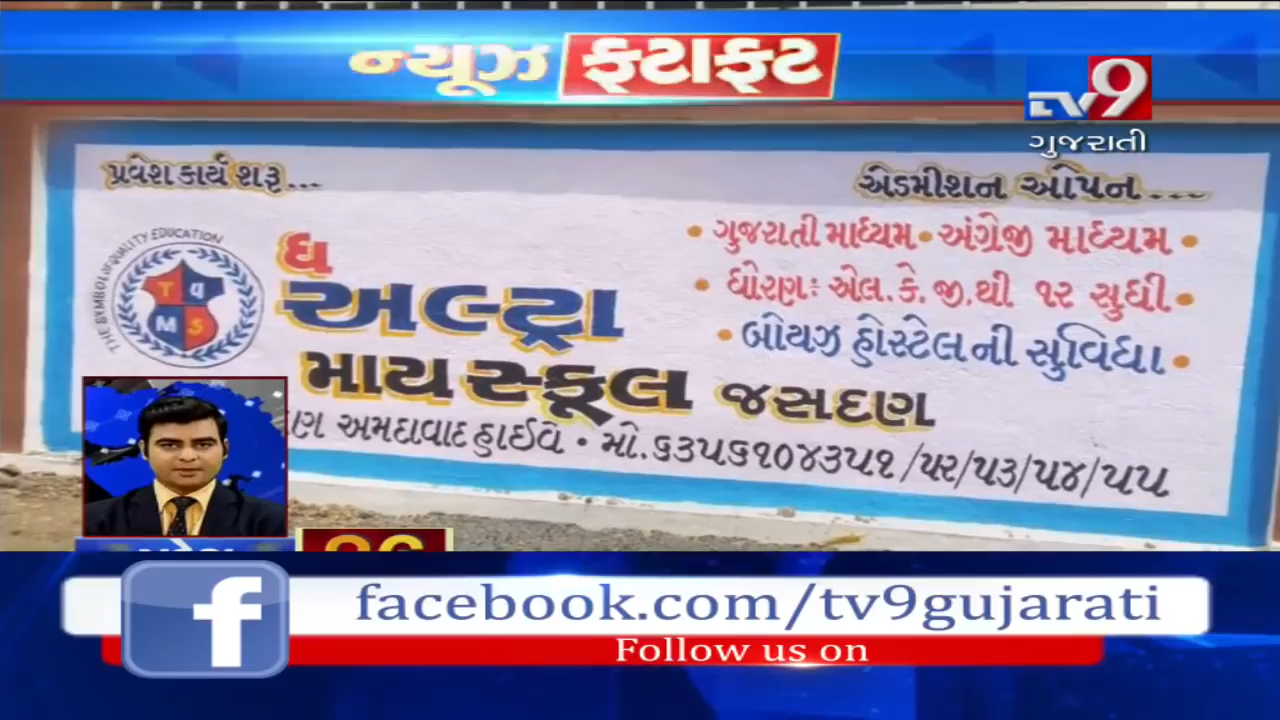 ન્યૂઝ ફટાફટ
TV9
ગુજરાતી
પ્રવેશ કાર્ય શરૂ...
એડમીશન ઓપન....
THE SYMBOL OF QUALITY EDUCATION
T પ
M S
• ગુજરાતી માધ્યમ • અંગ્રેજી માધ્યમ •
• ધોરણ: એલ.કે.જી.થી ૧૨ સુધી •
• બોયઝ હોસ્ટેલની સુવિધા •
ધ
અલ્ટ્રા
માય સ્કૂલ જસદણ
અમદાવાદ હાઈવે • મો.૬૩૫૬૧૦૪૩૫૧ /૫૨/૫૩/૫૪/૫૫
f facebook.com/tv9gujarati
Follow us on